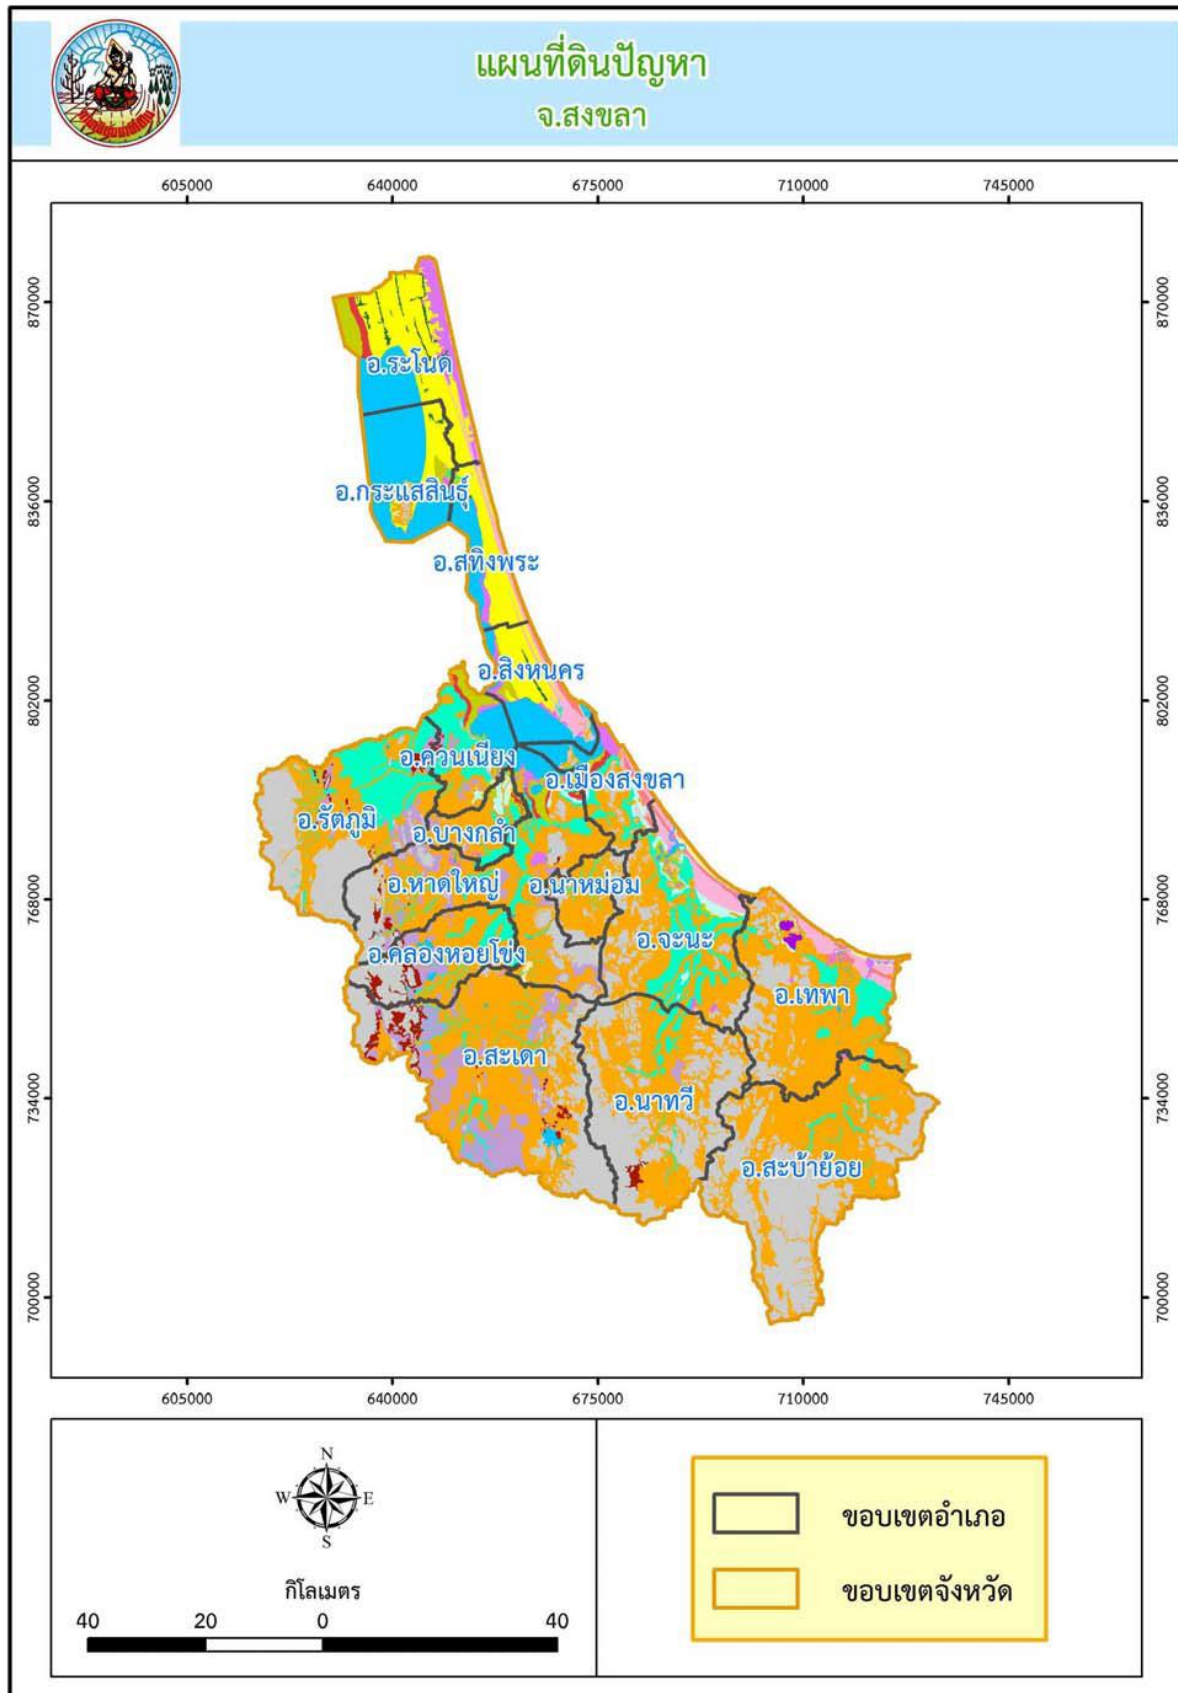 แผนที่ดินปัญหา
จ.สงขลา
605000 640000 675000 710000 745000
870000 870000
อ.ระโนด
836000 อ.กระแสสินธุ์ 836000
อ.สทิงพระ
อ.สิงหนคร
802000 802000
อ.ควนเนียง
อ.เมืองสงขลา
อ.รัตภูมิ
อ.บางกล่ำ
อ.หาดใหญ่ อ.นาหม่อม
768000 768000
อ.จะนะ
อ.คลองหอยโข่ง
อ.เทพา
อ.สะเดา
734000 อ.นาทวี 734000
อ.สะบ้าย้อย
700000 700000
605000 640000 675000 710000 745000
N
W E
S
กิโลเมตร
40 20 0 40
ขอบเขตอำเภอ
ขอบเขตจังหวัด